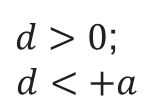 d > 0;
d < +a